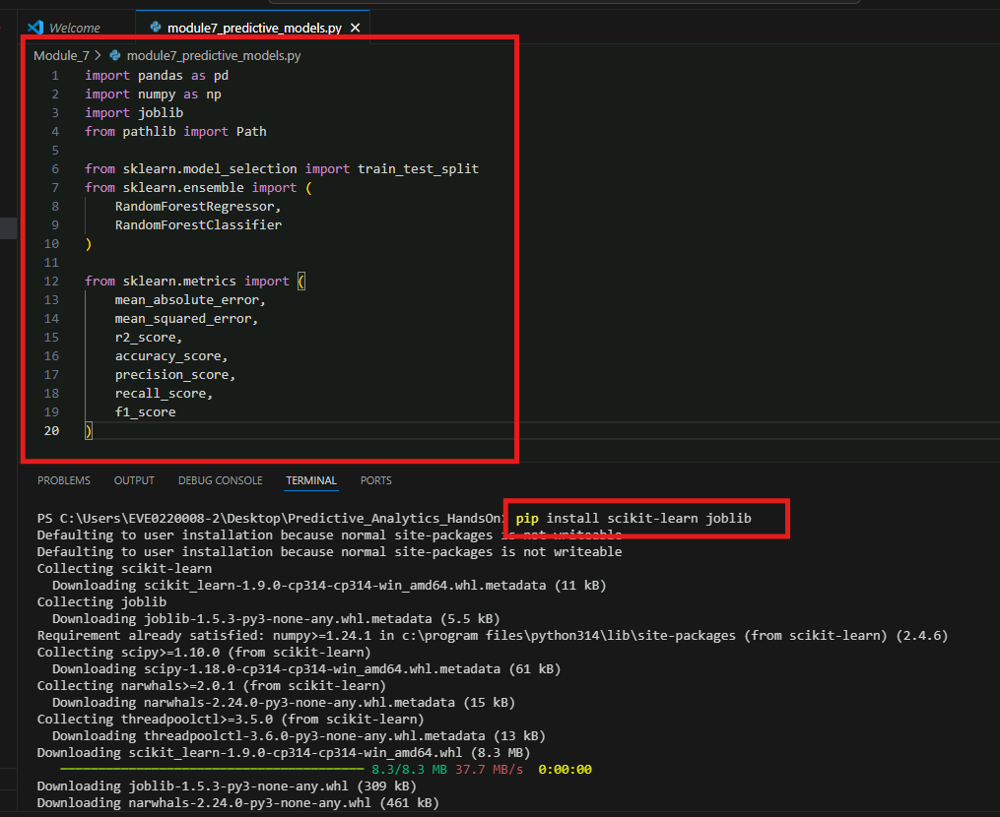 Welcome
module7_predictive_models.py
Module_7 > module7_predictive_models.py
1 import pandas as pd
2 import numpy as np
3 import joblib
4 from pathlib import Path
5
6 from sklearn.model_selection import train_test_split
7 from sklearn.ensemble import (
8     RandomForestRegressor,
9     RandomForestClassifier
10 )
11
12 from sklearn.metrics import (
13     mean_absolute_error,
14     mean_squared_error,
15     r2_score,
16     accuracy_score,
17     precision_score,
18     recall_score,
19     f1_score
20 )
PROBLEMS OUTPUT DEBUG CONSOLE TERMINAL PORTS
PS C:\Users\EVE0220008-2\Desktop\Predictive_Analytics_HandsOn> pip install scikit-learn joblib
Defaulting to user installation because normal site-packages is not writeable
Defaulting to user installation because normal site-packages is not writeable
Collecting scikit-learn
  Downloading scikit_learn-1.9.0-cp314-cp314-win_amd64.whl.metadata (11 kB)
Collecting joblib
  Downloading joblib-1.5.3-py3-none-any.whl.metadata (5.5 kB)
Requirement already satisfied: numpy>=1.24.1 in c:\program files\python314\lib\site-packages (from scikit-learn) (2.4.6)
Collecting scipy>=1.10.0 (from scikit-learn)
  Downloading scipy-1.18.0-cp314-cp314-win_amd64.whl.metadata (61 kB)
Collecting narwhals>=2.0.1 (from scikit-learn)
  Downloading narwhals-2.24.0-py3-none-any.whl.metadata (15 kB)
Collecting threadpoolctl>=3.5.0 (from scikit-learn)
  Downloading threadpoolctl-3.6.0-py3-none-any.whl.metadata (13 kB)
Downloading scikit_learn-1.9.0-cp314-cp314-win_amd64.whl (8.3 MB)
8.3/8.3 MB 37.7 MB/s 0:00:00
Downloading joblib-1.5.3-py3-none-any.whl (309 kB)
Downloading narwhals-2.24.0-py3-none-any.whl (461 kB)